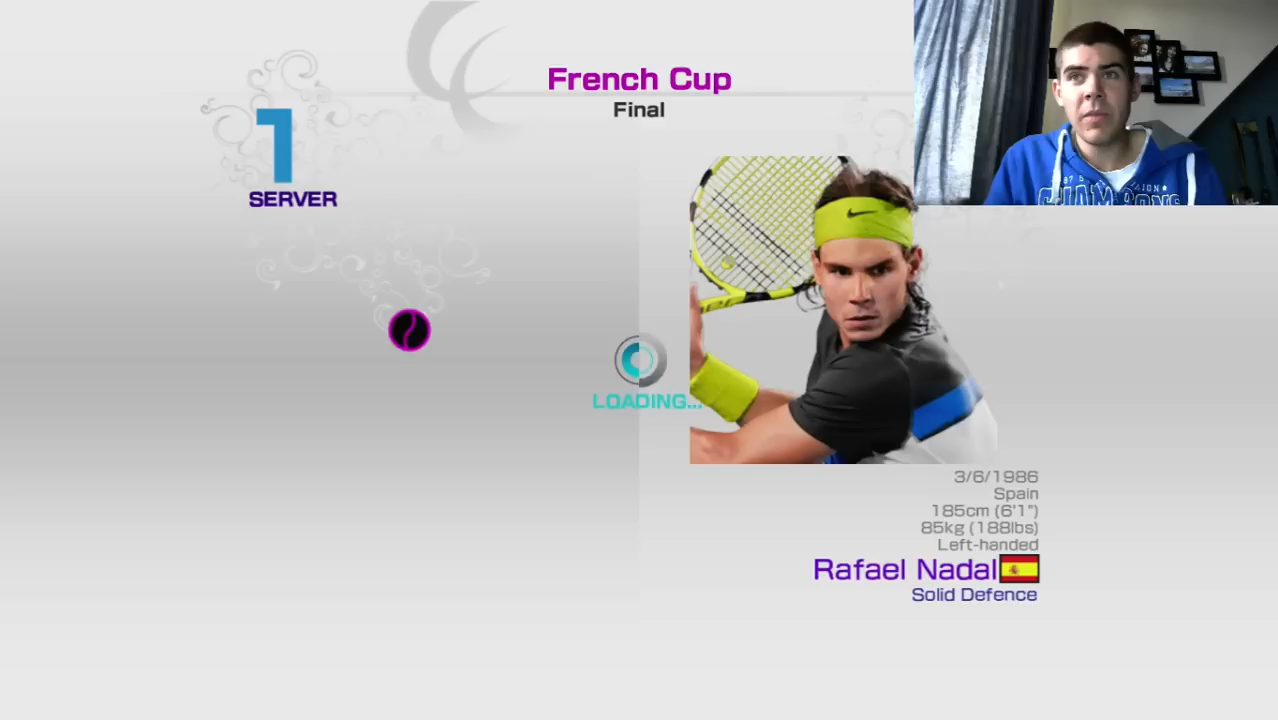 French Cup
Final
1
SERVER
LOADING...
3/6/1986
Spain
185cm (6'1")
85kg (188lbs)
Left-handed
Rafael Nadal
Solid Defence